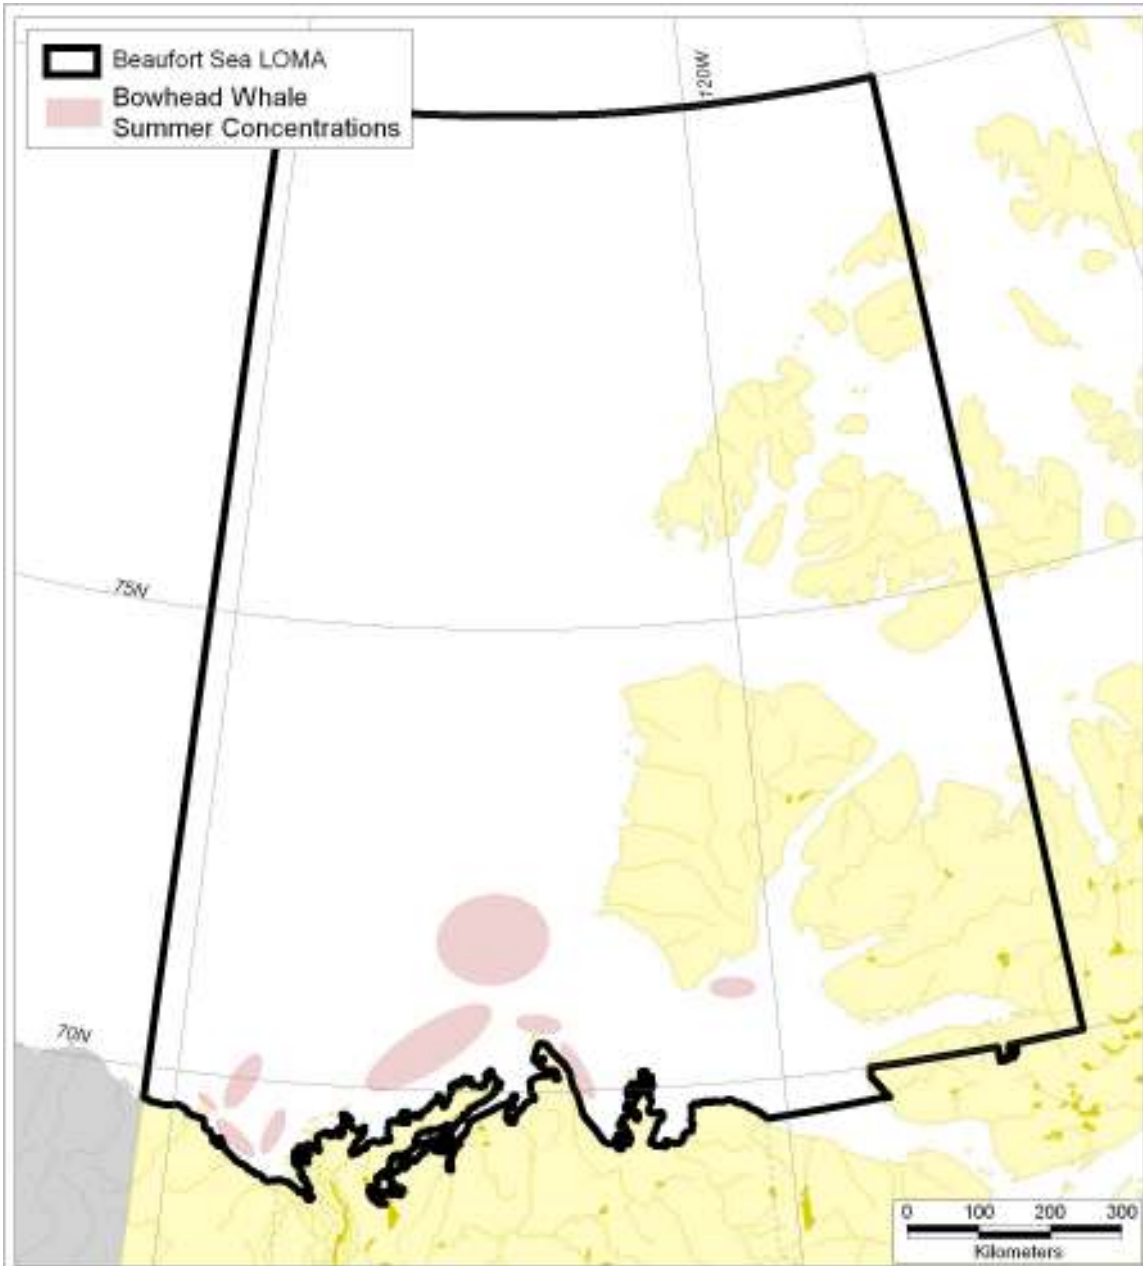 Beaufort Sea LOMA
Bowhead Whale
Summer Concentrations
120W
75N
70N
0 100 200 300
Kilometers